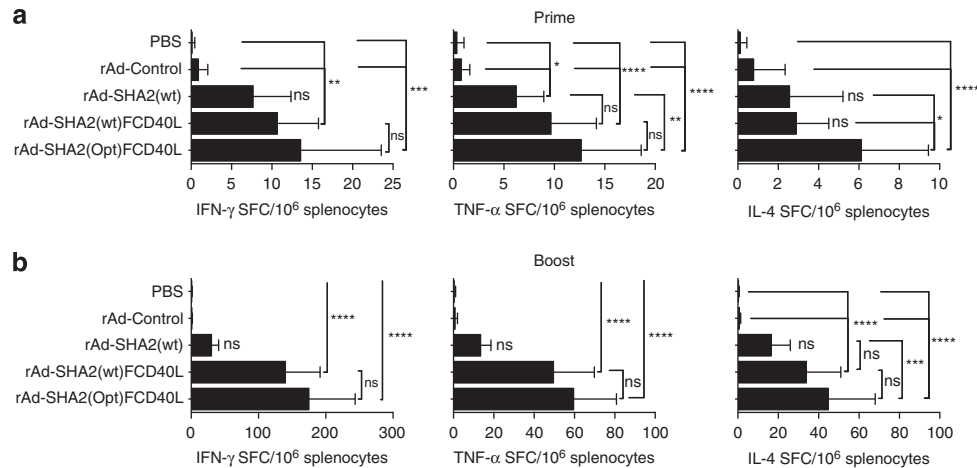 a
Prime
PBS
rAd-Control
rAd-SHA2(wt)
rAd-SHA2(wt)FCD40L
rAd-SHA2(Opt)FCD40L
ns
**
ns
***
0 5 10 15 20 25
IFN-γ SFC/10⁶ splenocytes
*
****
ns
ns
**
****
0 5 10 15 20
TNF-α SFC/10⁶ splenocytes
ns
ns
*
****
0 2 4 6 8 10
IL-4 SFC/10⁶ splenocytes
b
Boost
PBS
rAd-Control
rAd-SHA2(wt)
rAd-SHA2(wt)FCD40L
rAd-SHA2(Opt)FCD40L
ns
****
ns
****
0 100 200 300
IFN-γ SFC/10⁶ splenocytes
ns
****
ns
****
0 20 40 60 80 100
TNF-α SFC/10⁶ splenocytes
ns
****
ns
ns
***
****
0 20 40 60 80 100
IL-4 SFC/10⁶ splenocytes